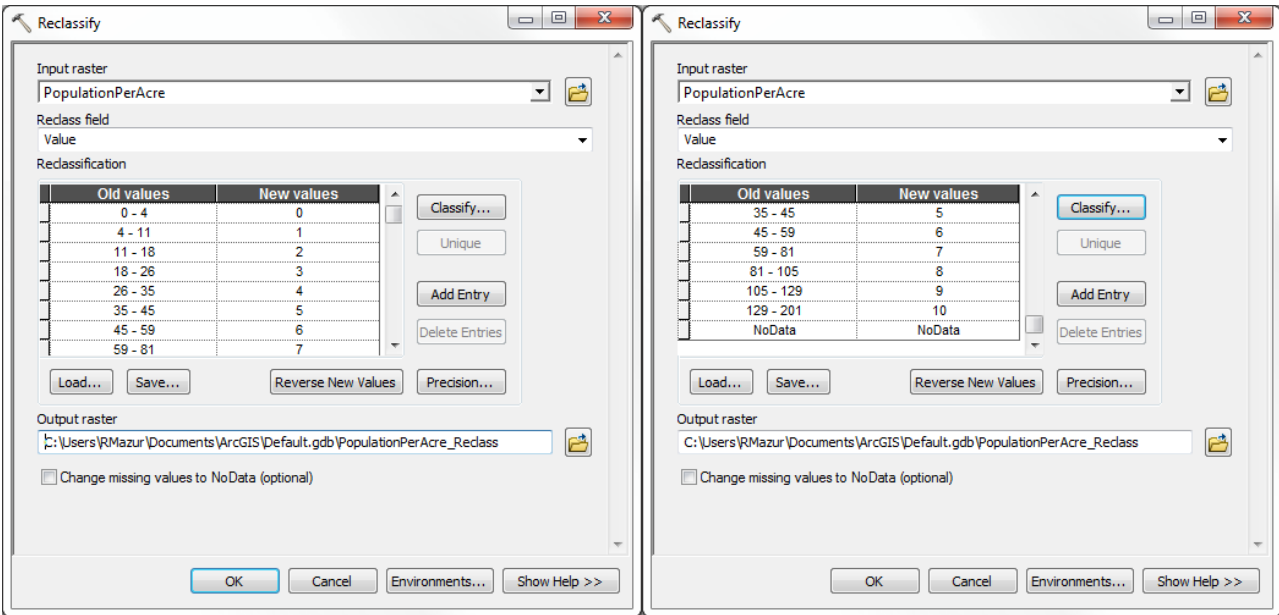 Reclassify
Input raster
PopulationPerAcre
Reclass field
Value
Reclassification
Old values New values
0 - 4 0
4 - 11 1
11 - 18 2
18 - 26 3
26 - 35 4
35 - 45 5
45 - 59 6
59 - 81 7
Classify...
Unique
Add Entry
Delete Entries
Load... Save... Reverse New Values Precision...
Output raster
C:\Users\RMazur\Documents\ArcGIS\Default.gdb\PopulationPerAcre_Reclass
Change missing values to NoData (optional)
OK Cancel Environments... Show Help >>
Reclassify
Input raster
PopulationPerAcre
Reclass field
Value
Reclassification
Old values New values
35 - 45 5
45 - 59 6
59 - 81 7
81 - 105 8
105 - 129 9
129 - 201 10
NoData NoData
Classify...
Unique
Add Entry
Delete Entries
Load... Save... Reverse New Values Precision...
Output raster
C:\Users\RMazur\Documents\ArcGIS\Default.gdb\PopulationPerAcre_Reclass
Change missing values to NoData (optional)
OK Cancel Environments... Show Help >>